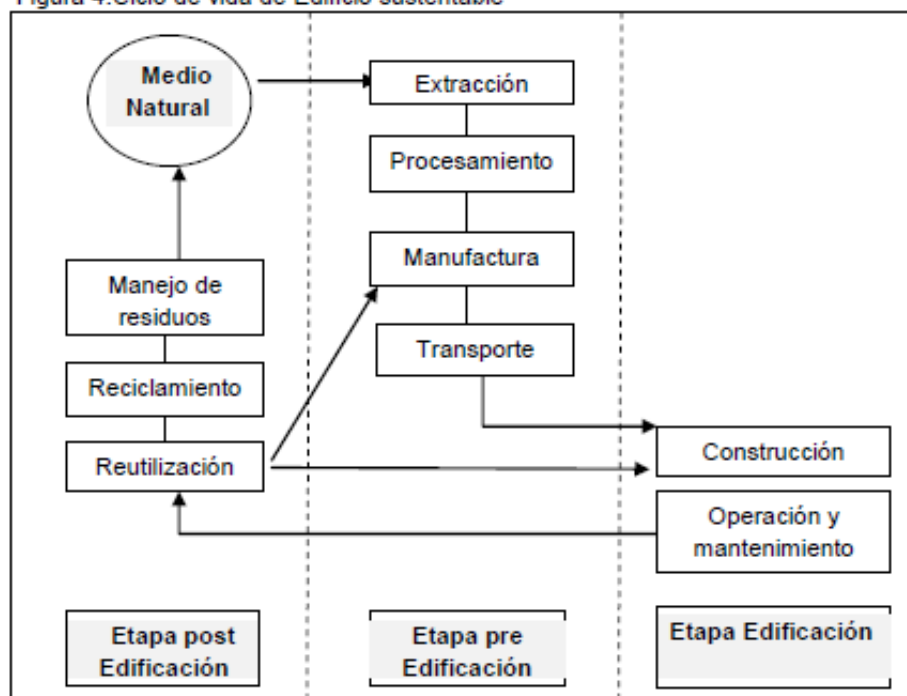 Figura 4.Ciclo de vida de Edificio sustentable
Medio
Natural
Extracción
Procesamiento
Manufactura
Transporte
Manejo de
residuos
Reciclamiento
Reutilización
Construcción
Operación y
mantenimiento
Etapa post
Edificación
Etapa pre
Edificación
Etapa Edificación